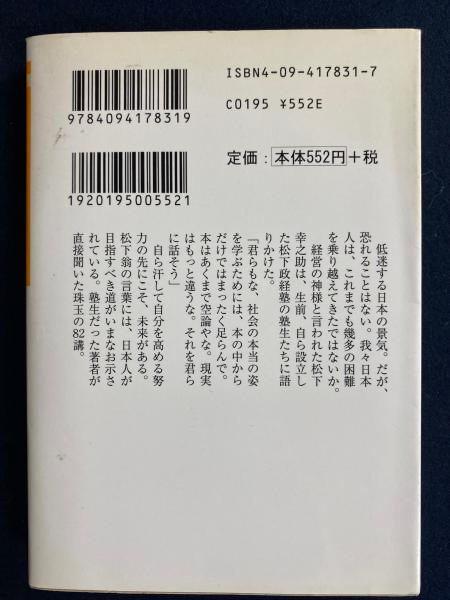 ISBN4-09-417831-7
C0195 ¥552E
9784094178319
定価：本体552円＋税
1920195005521
低迷する日本の景気。だが、
恐れることはない。我々日本
人は、これまでも幾多の困難
を乗り越えてきたではないか。
経営の神様と言われた松下
幸之助は、生前、自ら設立し
た松下政経塾の塾生たちに語
りかけた。
「君らもな、社会の本当の姿
を学ぶためには、本の中から
だけではまったく足らんで。
本はあくまで空論やな。現実
はもっと違うな。それを君ら
に話そう」
自ら汗して自分を高める努
力の先にこそ、未来がある。
松下翁の言葉には、日本人が
目指すべき道がいまなお示さ
れている。塾生だった著者が
直接聞いた珠玉の82講。